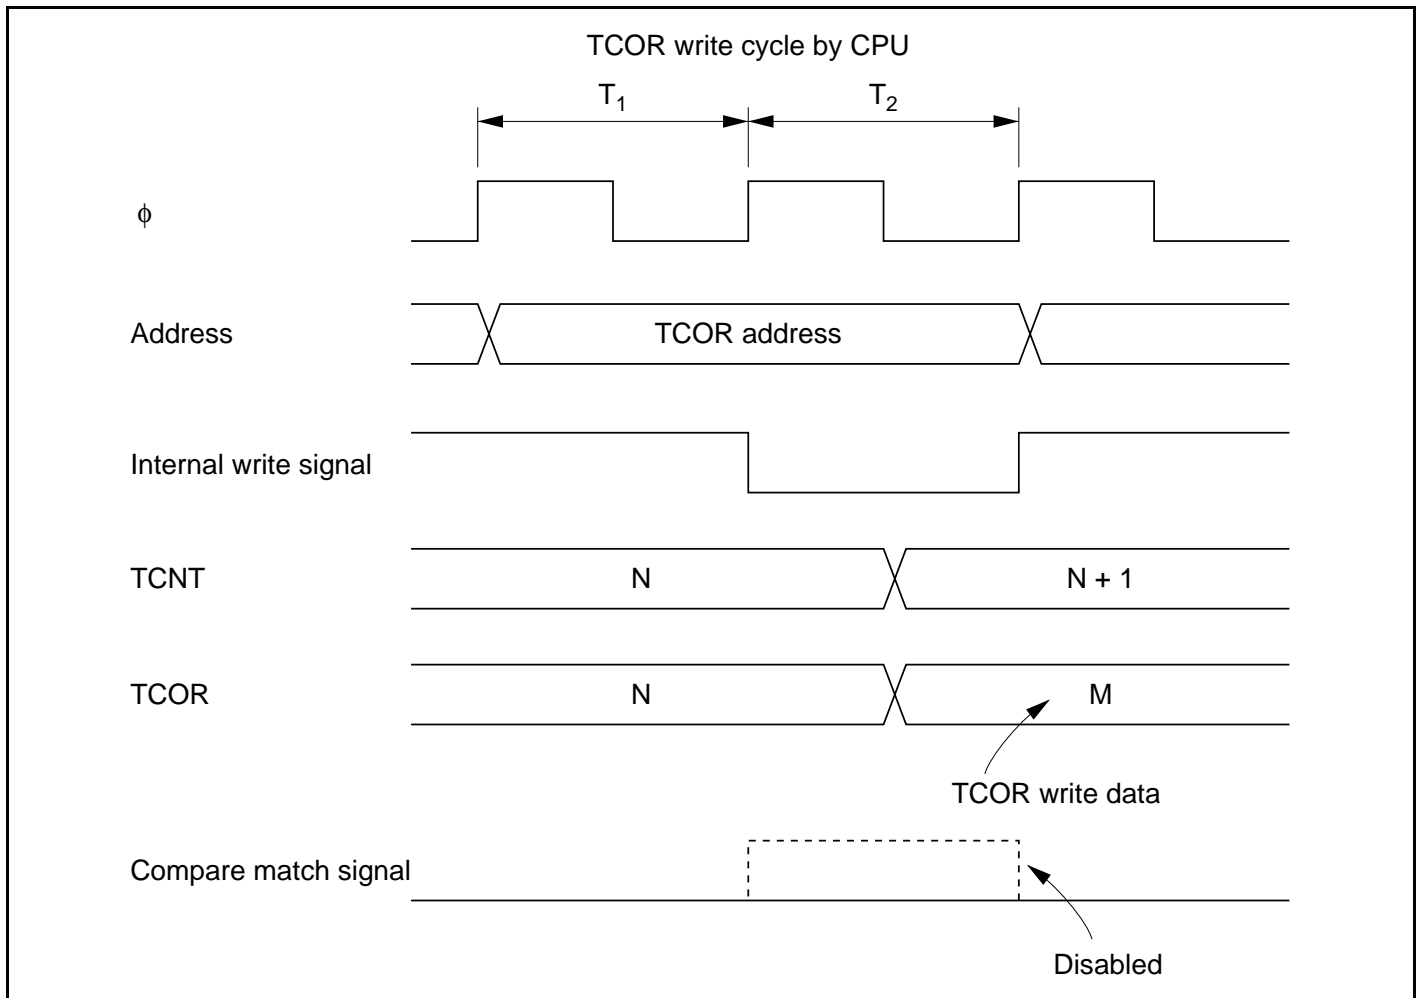 TCOR write cycle by CPU
T1 T2
φ
Address TCOR address
Internal write signal
TCNT N N + 1
TCOR N M
TCOR write data
Compare match signal
Disabled